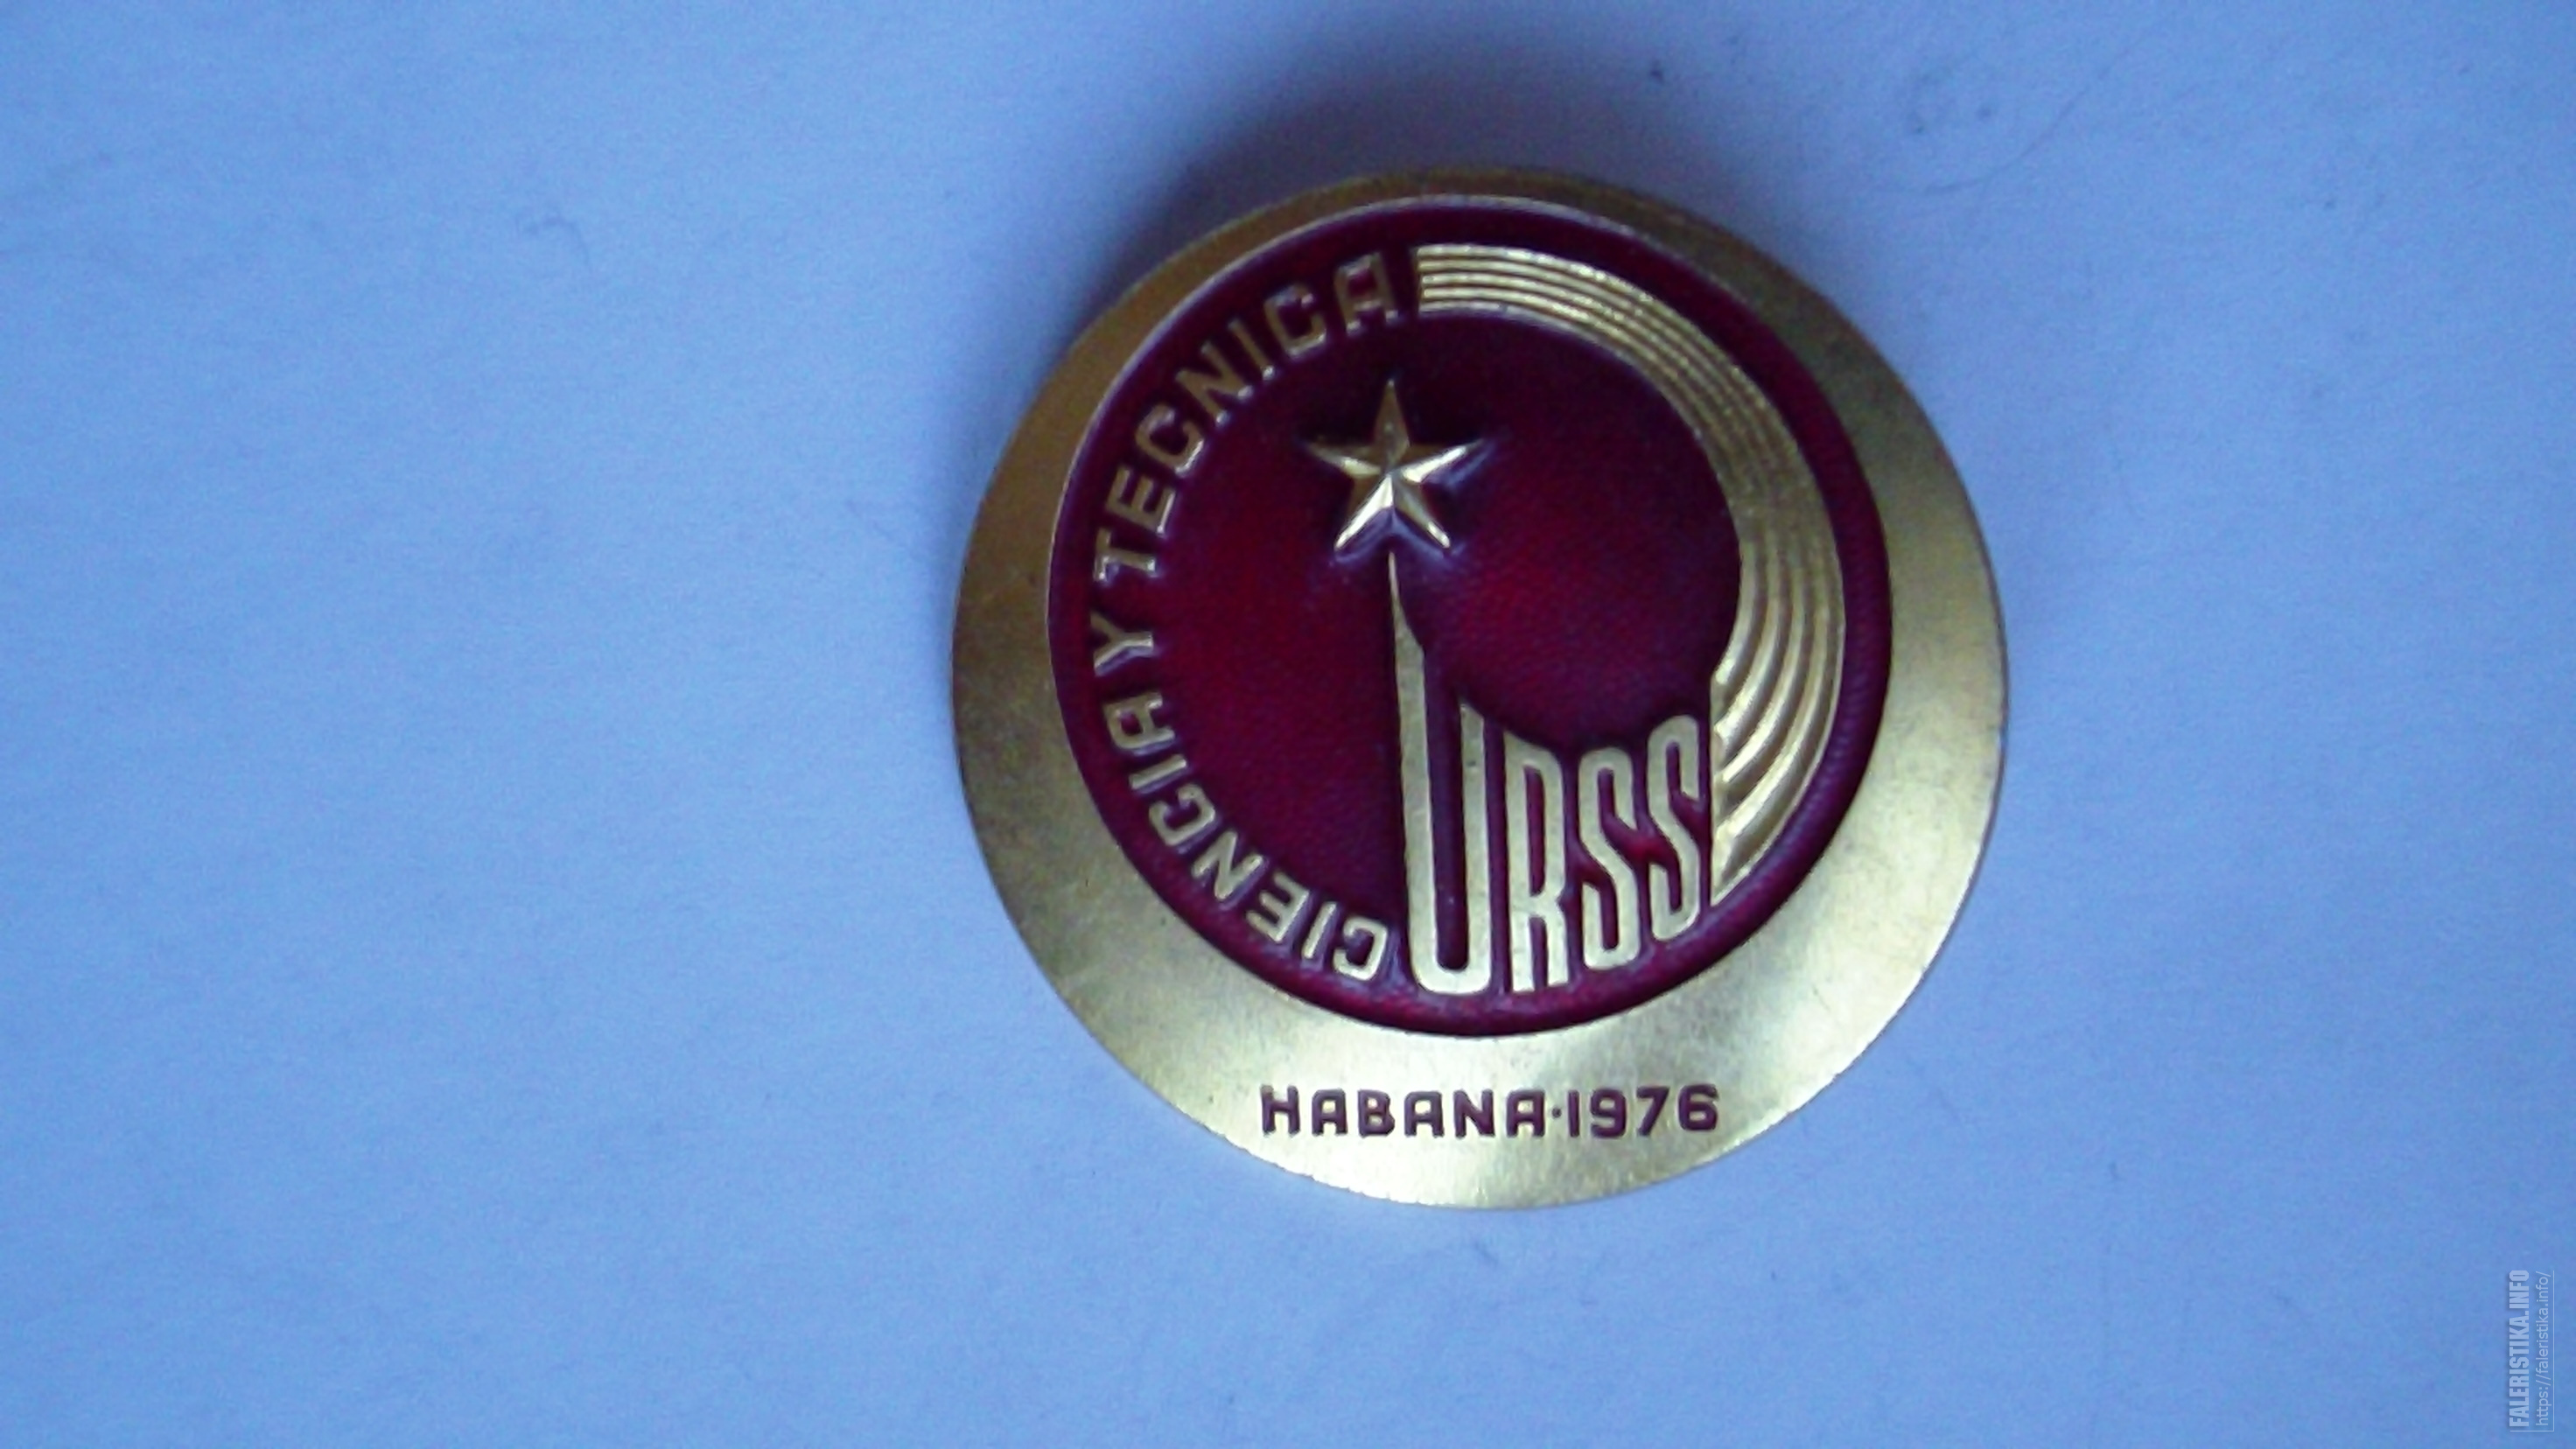 CIENCIA Y TECNICA
URSS
HABANA·1976
FALERISTIKA.INFO
https://faleristika.info/